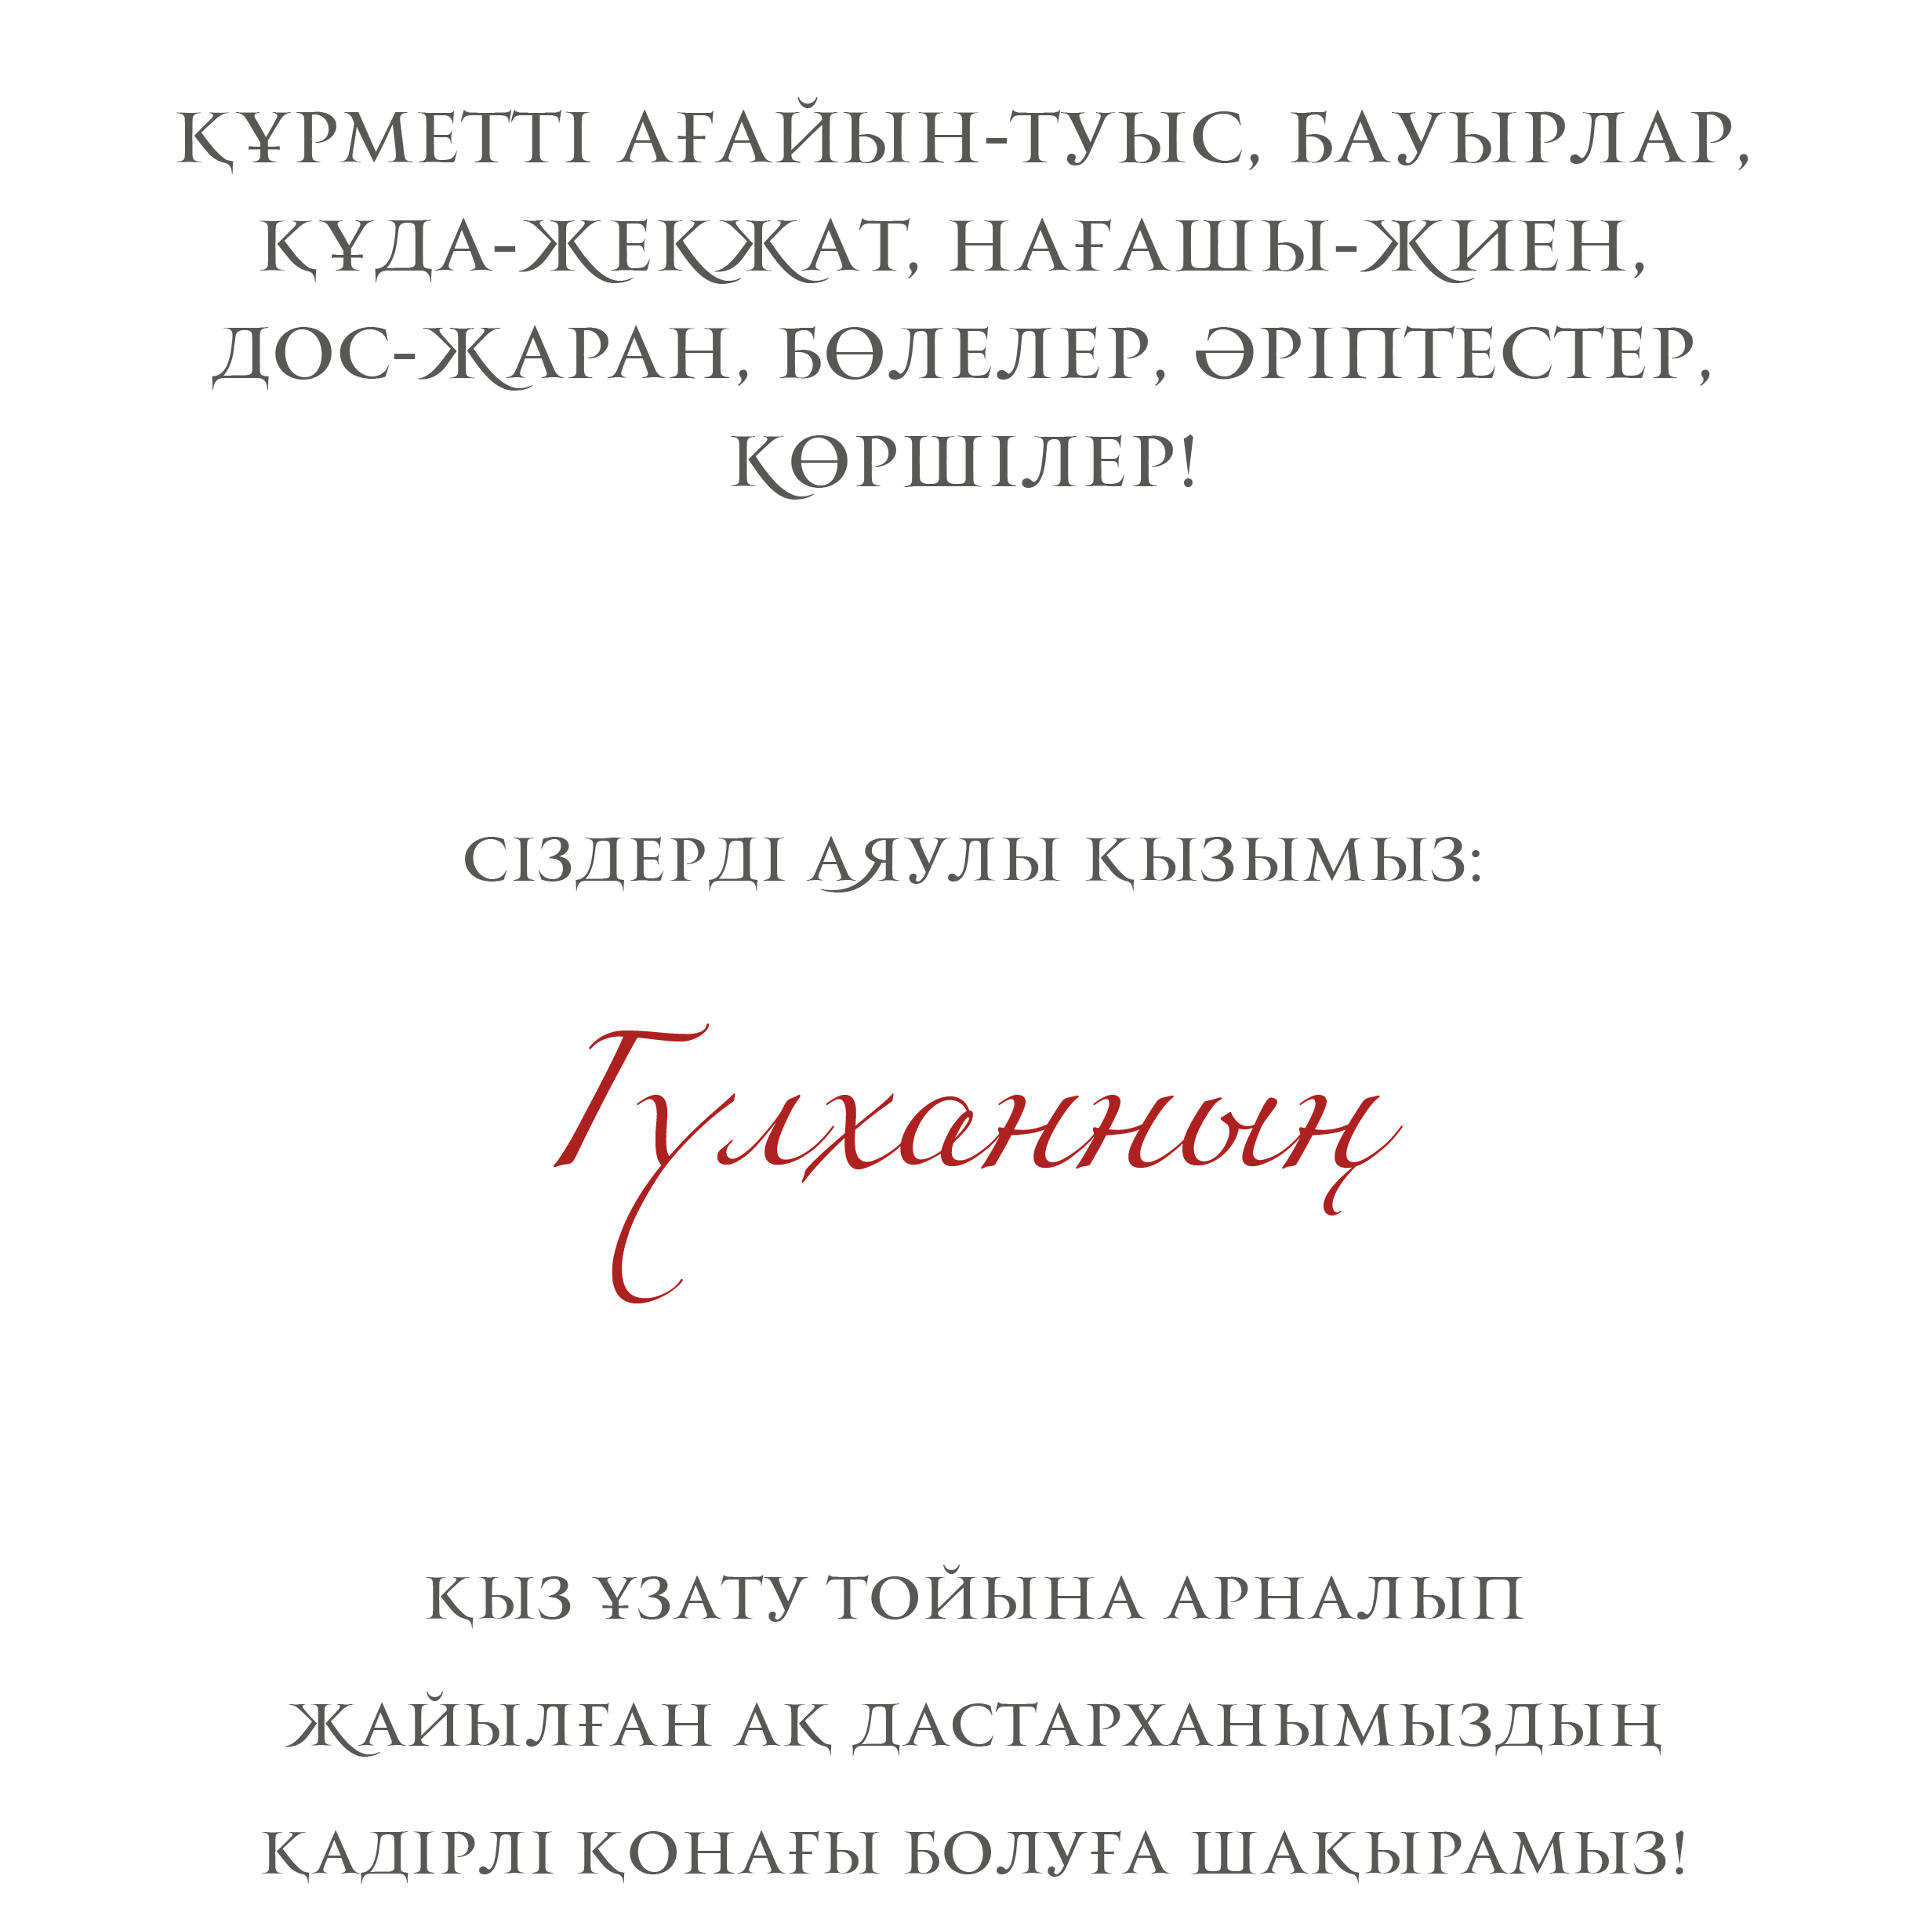 ҚҰРМЕТТІ АҒАЙЫН-ТУЫС, БАУЫРЛАР,
ҚҰДА-ЖЕКЖАТ, НАҒАШЫ-ЖИЕН,
ДОС-ЖАРАН, БӨЛЕЛЕР, ӘРІПТЕСТЕР,
КӨРШІЛЕР!
СІЗДЕРДІ АЯУЛЫ ҚЫЗЫМЫЗ:
Гүлханның
ҚЫЗ ҰЗАТУ ТОЙЫНА АРНАЛЫП
ЖАЙЫЛҒАН АҚ ДАСТАРХАНЫМЫЗДЫҢ
ҚАДІРЛІ ҚОНАҒЫ БОЛУҒА ШАҚЫРАМЫЗ!